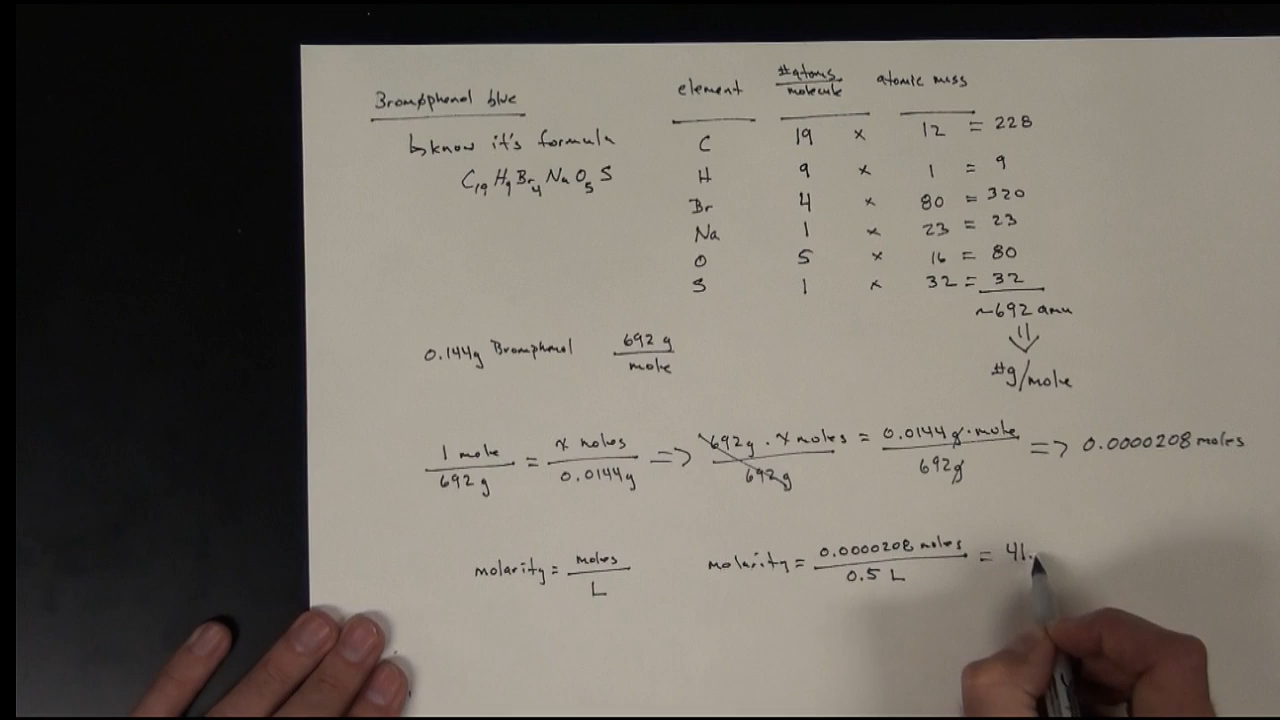 Bromophenol blue
↳know it's formula
C19 H9 Br4 Na O5 S
element #atoms/molecule atomic mass
C 19 x 12 = 228
H 9 x 1 = 9
Br 4 x 80 = 320
Na 1 x 23 = 23
O 5 x 16 = 80
S 1 x 32 = 32
~692 amu
⇓
#g/mole
0.144g Bromphenol 692 g/mole
1 mole/692 g = x moles/0.0144g => 692g · x moles/692g = 0.0144 g · mole/692g => 0.0000208 moles
molarity = moles/L molarity = 0.0000208 moles/0.5 L = 41.